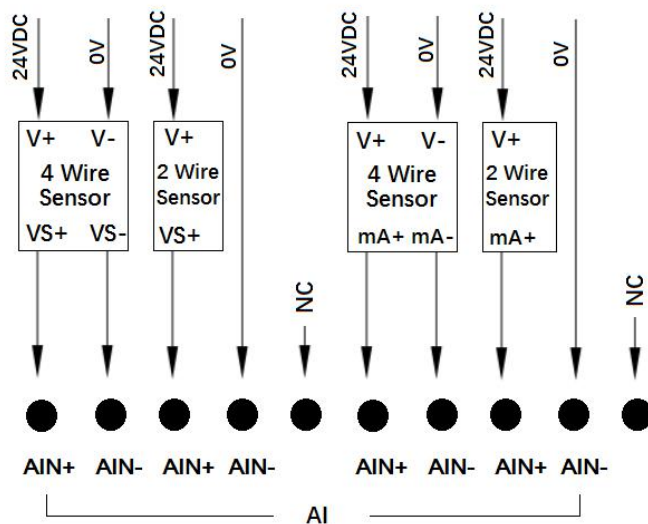 24VDC 0V 24VDC 0V 24VDC 0V 24VDC 0V
V+ V- V+ V+ V- V+
4 Wire 2 Wire 4 Wire 2 Wire
Sensor Sensor Sensor Sensor
VS+ VS- VS+ mA+ mA- mA+
NC NC
AIN+ AIN- AIN+ AIN- AIN+ AIN- AIN+ AIN-
AI